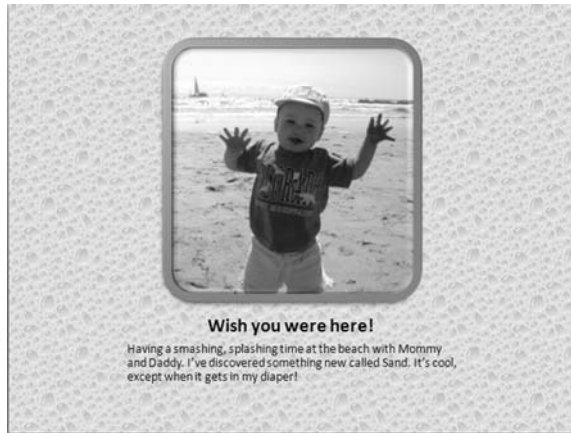 Wish you were here!
Having a smashing, splashing time at the beach with Mommy
and Daddy. I've discovered something new called Sand. It's cool,
except when it gets in my diaper!